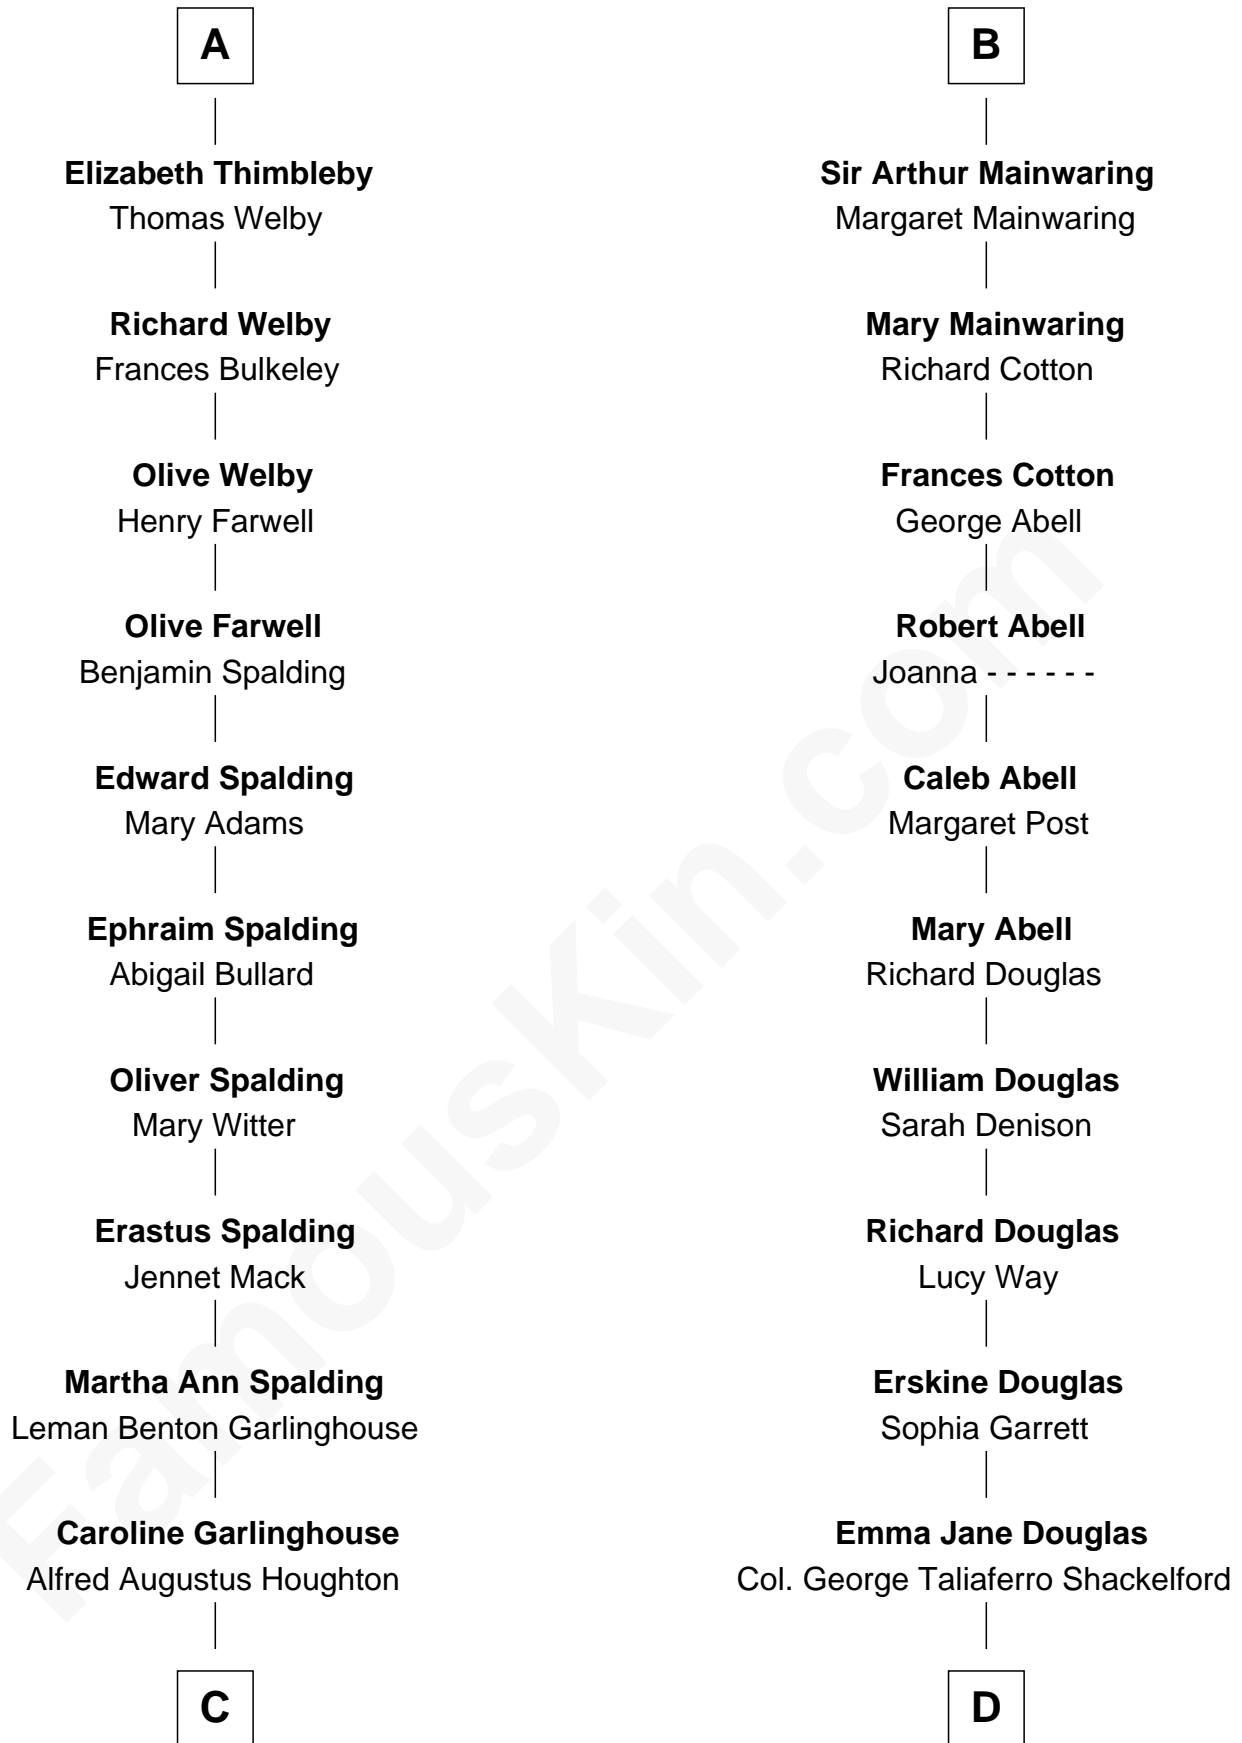 A
Elizabeth Thimbleby
Thomas Welby
Richard Welby
Frances Bulkeley
Olive Welby
Henry Farwell
Olive Farwell
Benjamin Spalding
Edward Spalding
Mary Adams
Ephraim Spalding
Abigail Bullard
Oliver Spalding
Mary Witter
Erastus Spalding
Jennet Mack
Martha Ann Spalding
Leman Benton Garlinghouse
Caroline Garlinghouse
Alfred Augustus Houghton
C
B
Sir Arthur Mainwaring
Margaret Mainwaring
Mary Mainwaring
Richard Cotton
Frances Cotton
George Abell
Robert Abell
Joanna - - - - - -
Caleb Abell
Margaret Post
Mary Abell
Richard Douglas
William Douglas
Sarah Denison
Richard Douglas
Lucy Way
Erskine Douglas
Sophia Garrett
Emma Jane Douglas
Col. George Taliaferro Shackelford
D
FamousKin.com